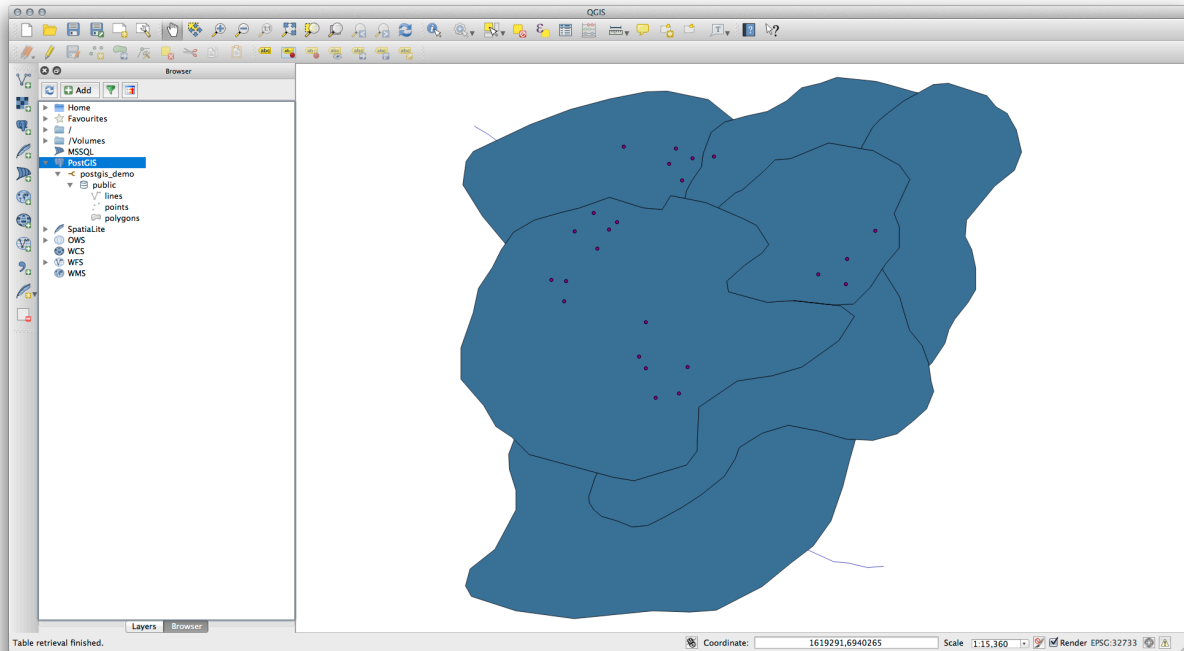 QGIS
Browser
Add
Home
Favourites
/
/Volumes
MSSQL
PostGIS
postgis_demo
public
lines
points
polygons
SpatiaLite
OWS
WCS
WFS
WMS
Layers
Browser
Table retrieval finished.
Coordinate:
1619291,6940265
Scale
1:15,360
Render
EPSG:32733